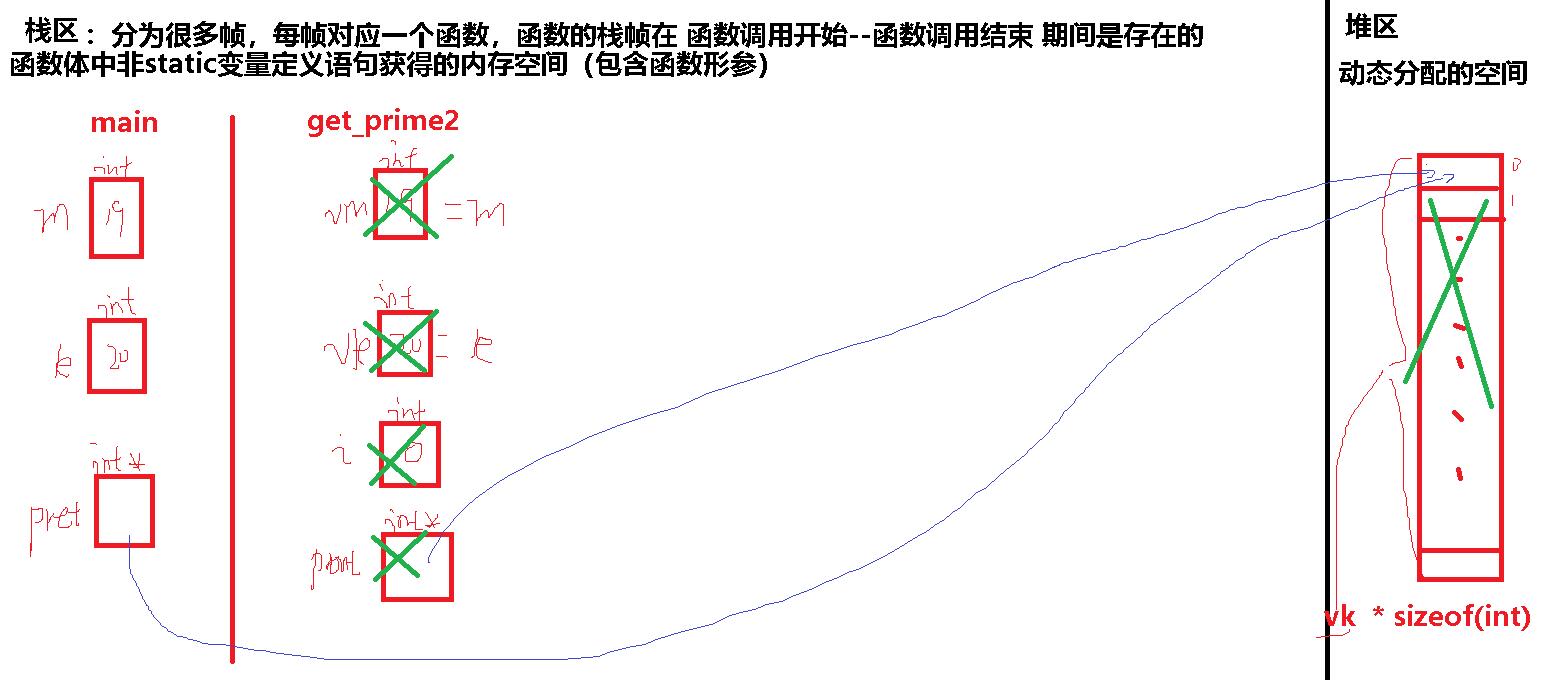 栈区： 分为很多帧，每帧对应一个函数，函数的栈帧在 函数调用开始--函数调用结束 期间是存在的
函数体中非static变量定义语句获得的内存空间（包含函数形参）
堆区
动态分配的空间
main
get_prime2
int
m 19
int
vm 19 =m
int
k 20
int
vk 20 = k
int
i 0
int*
pret
int*
0
1
vk * sizeof(int)